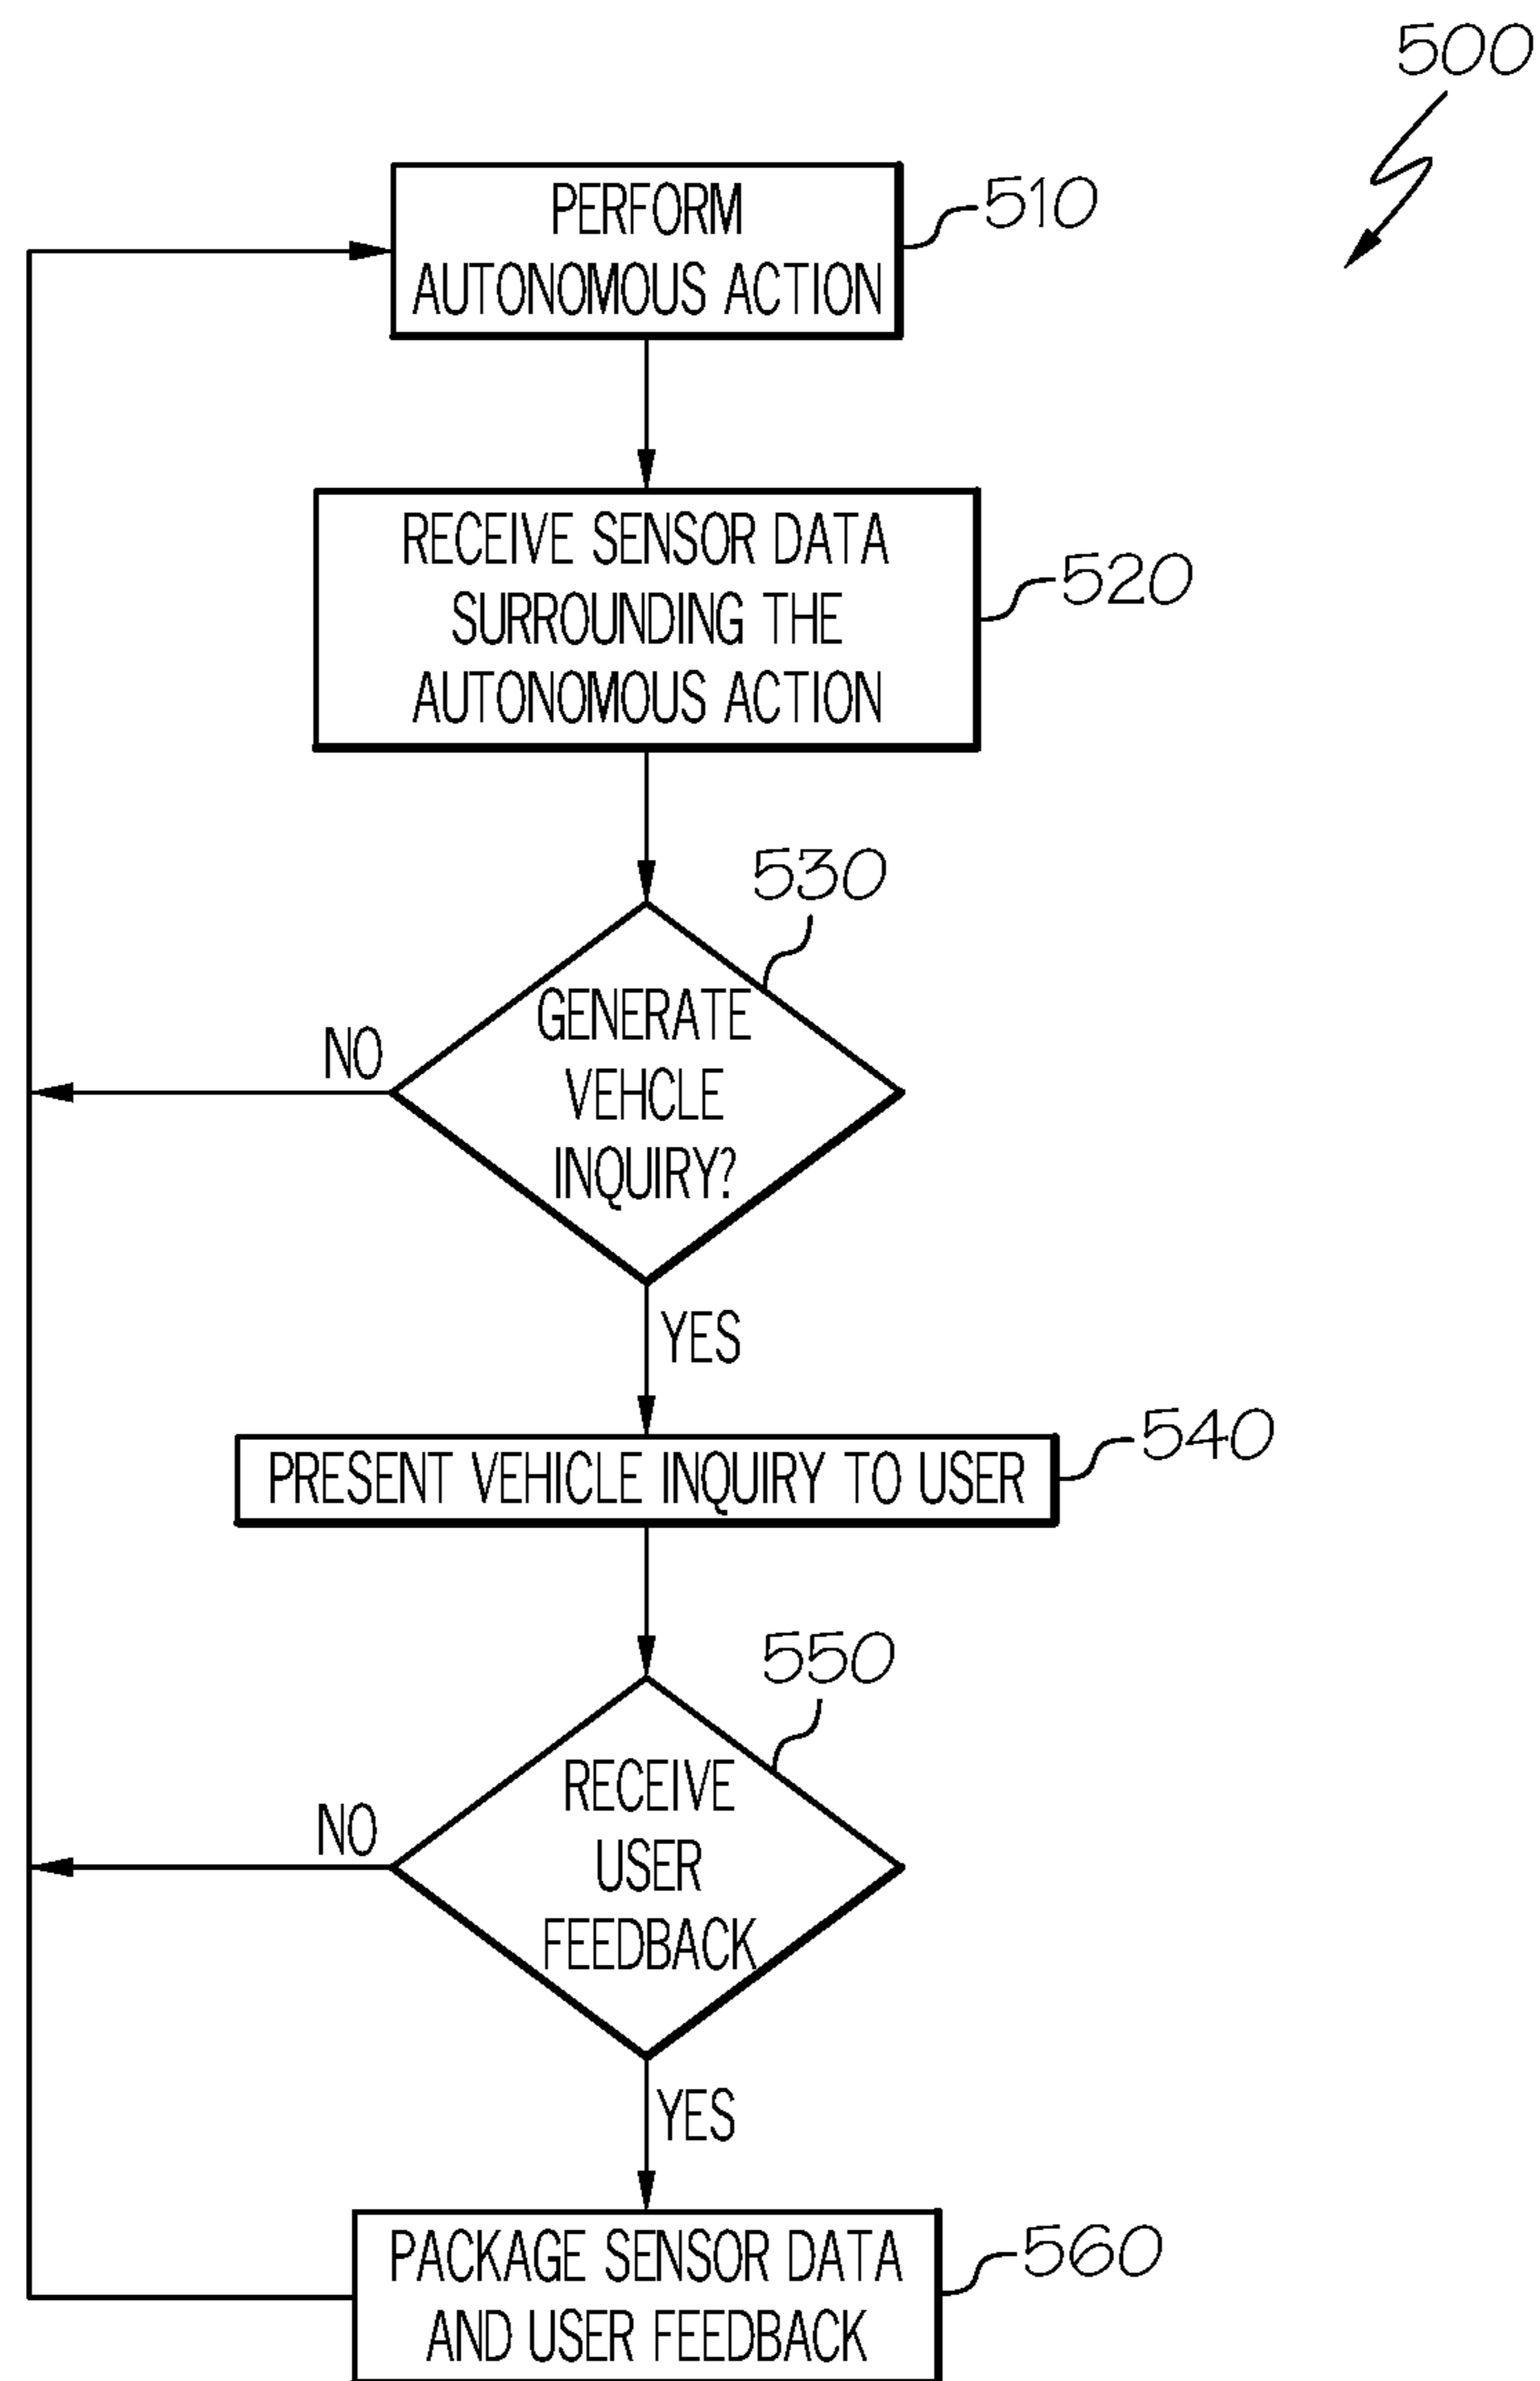 500
PERFORM
AUTONOMOUS ACTION
510
RECEIVE SENSOR DATA
SURROUNDING THE
AUTONOMOUS ACTION
520
530
GENERATE
VEHCLE
INQUIRY?
NO
YES
PRESENT VEHICLE INQUIRY TO USER
540
550
RECEIVE
USER
FEEDBACK
NO
YES
PACKAGE SENSOR DATA
AND USER FEEDBACK
560